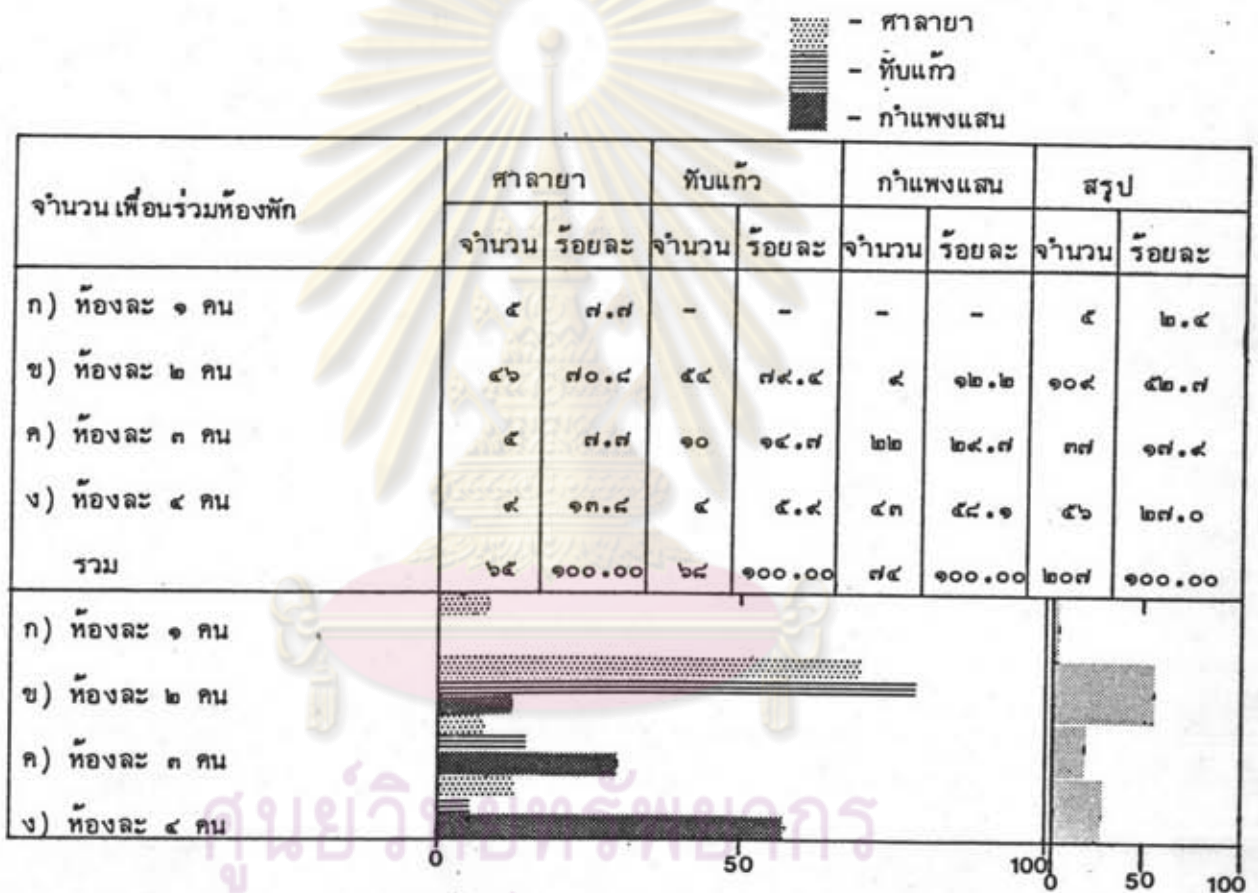 - ศาลายา
- ทับแก้ว
- กำแพงแสน
จำนวนเพื่อนร่วมห้องพัก ศาลายา ทับแก้ว กำแพงแสน สรุป
จำนวน ร้อยละ จำนวน ร้อยละ จำนวน ร้อยละ จำนวน ร้อยละ
ก) ห้องละ ๑ คน ๕ ๗.๗ - - - - ๕ ๒.๔
ข) ห้องละ ๒ คน ๔๖ ๗๐.๘ ๕๔ ๗๙.๔ ๙ ๑๒.๒ ๑๐๙ ๕๒.๗
ค) ห้องละ ๓ คน ๕ ๗.๗ ๑๐ ๑๔.๗ ๒๒ ๒๙.๗ ๓๗ ๑๗.๙
ง) ห้องละ ๔ คน ๙ ๑๓.๘ ๔ ๕.๙ ๔๓ ๕๘.๑ ๕๖ ๒๗.๐
รวม ๖๕ ๑๐๐.๐๐ ๖๘ ๑๐๐.๐๐ ๗๔ ๑๐๐.๐๐ ๒๐๗ ๑๐๐.๐๐
ก) ห้องละ ๑ คน
ข) ห้องละ ๒ คน
ค) ห้องละ ๓ คน
ง) ห้องละ ๔ คน
ศูนย์วิทยทรัพยากร
0 50 100 0 50 100